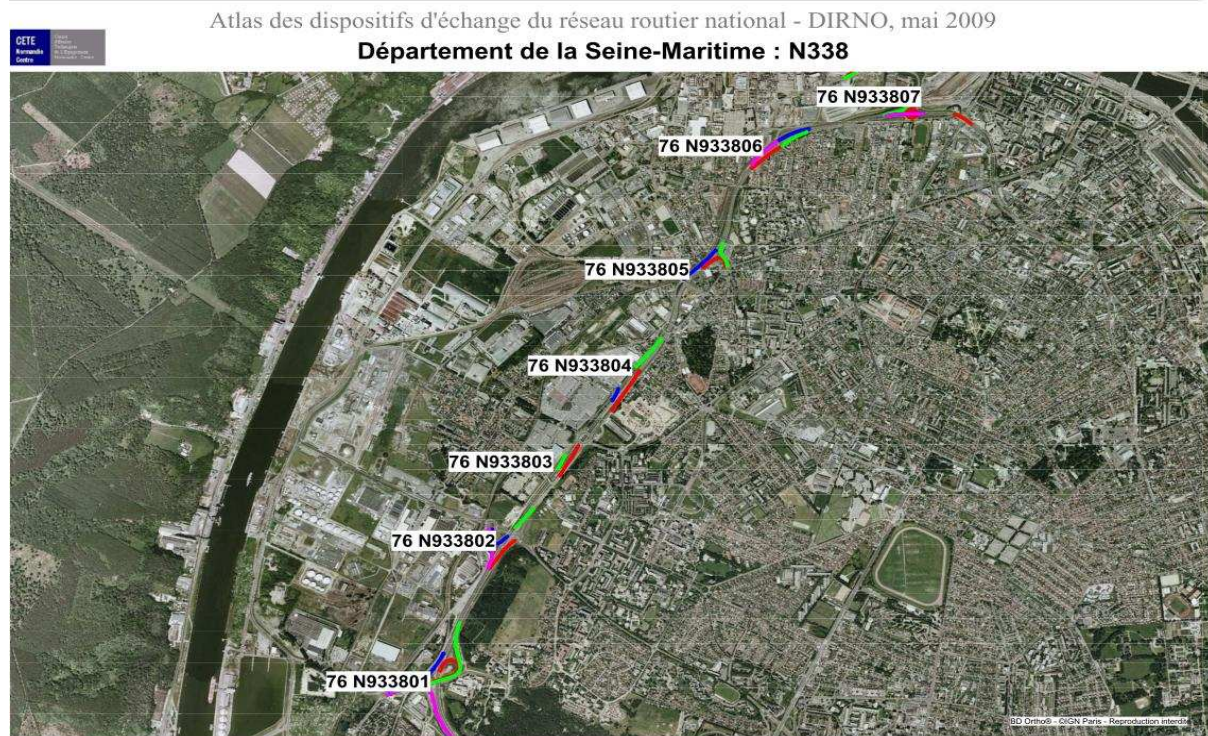 Atlas des dispositifs d'échange du réseau routier national - DIRNO, mai 2009
CETE
Normandie
Centre
Département de la Seine-Maritime : N338
76 N933807
76 N933806
76 N933805
76 N933804
76 N933803
76 N933802
76 N933801
BD Ortho® - ©IGN Paris - Reproduction interdite